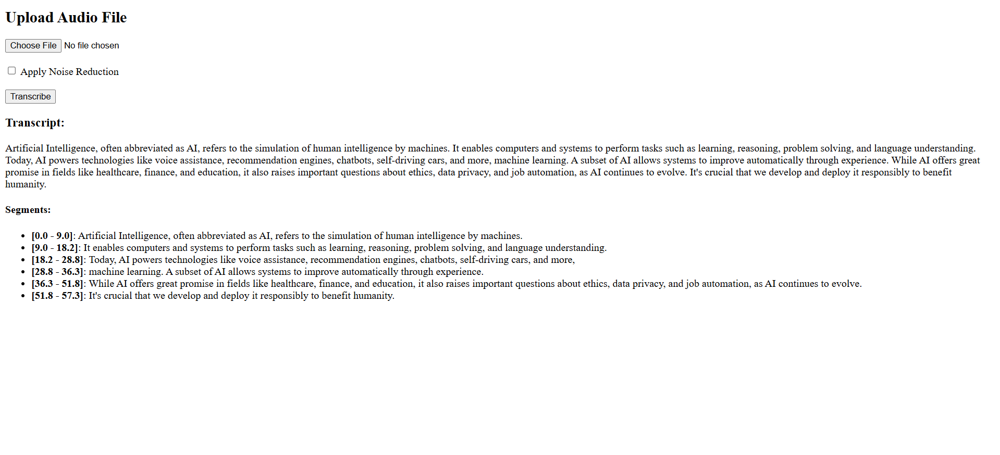 Upload Audio File
Choose File No file chosen
Apply Noise Reduction
Transcribe
Transcript:
Artificial Intelligence, often abbreviated as AI, refers to the simulation of human intelligence by machines. It enables computers and systems to perform tasks such as learning, reasoning, problem solving, and language understanding.
Today, AI powers technologies like voice assistance, recommendation engines, chatbots, self-driving cars, and more, machine learning. A subset of AI allows systems to improve automatically through experience. While AI offers great
promise in fields like healthcare, finance, and education, it also raises important questions about ethics, data privacy, and job automation, as AI continues to evolve. It's crucial that we develop and deploy it responsibly to benefit
humanity.
Segments:
• [0.0 - 9.0]: Artificial Intelligence, often abbreviated as AI, refers to the simulation of human intelligence by machines.
• [9.0 - 18.2]: It enables computers and systems to perform tasks such as learning, reasoning, problem solving, and language understanding.
• [18.2 - 28.8]: Today, AI powers technologies like voice assistance, recommendation engines, chatbots, self-driving cars, and more,
• [28.8 - 36.3]: machine learning. A subset of AI allows systems to improve automatically through experience.
• [36.3 - 51.8]: While AI offers great promise in fields like healthcare, finance, and education, it also raises important questions about ethics, data privacy, and job automation, as AI continues to evolve.
• [51.8 - 57.3]: It's crucial that we develop and deploy it responsibly to benefit humanity.